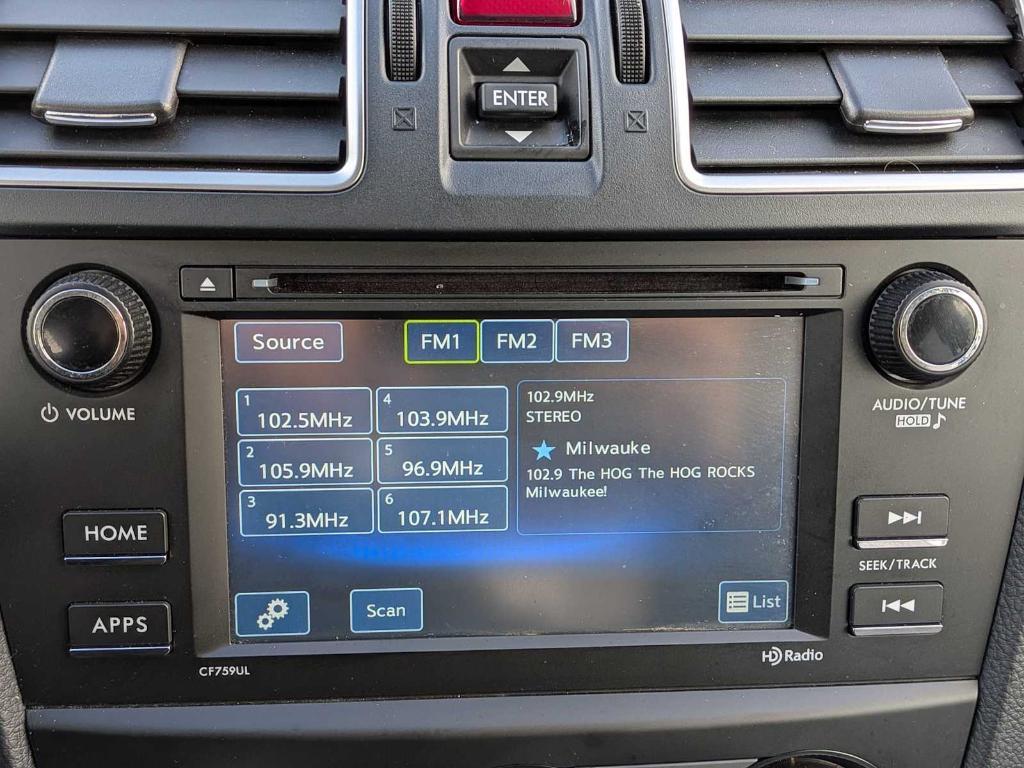 ENTER
Source
FM1
FM2
FM3
VOLUME
AUDIO/TUNE
HOLD
1
102.5MHz
4
103.9MHz
2
105.9MHz
5
96.9MHz
3
91.3MHz
6
107.1MHz
102.9MHz
STEREO
Milwauke
102.9 The HOG The HOG ROCKS
Milwaukee!
HOME
APPS
SEEK/TRACK
Scan
List
CF759UL
HD Radio